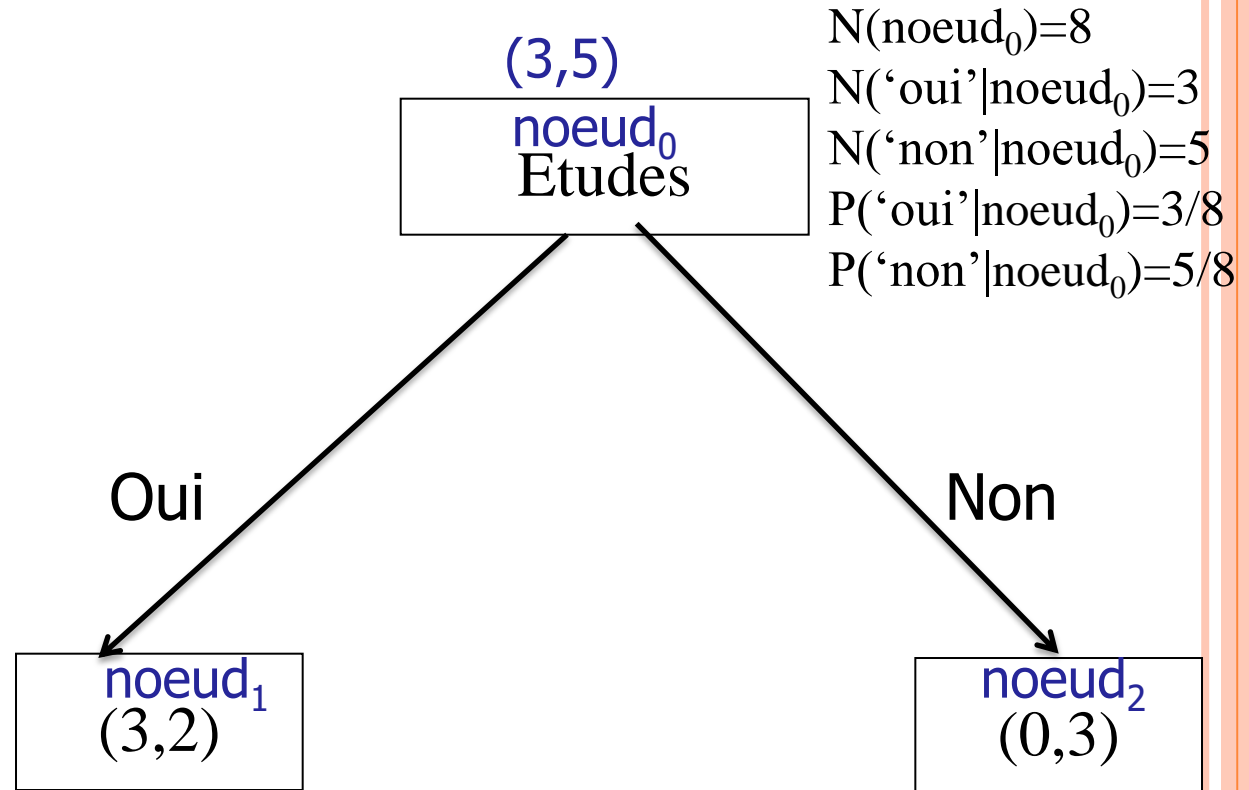 (3,5)
noeud₀
Etudes
N(noeud₀)=8
N(‘oui’|noeud₀)=3
N(‘non’|noeud₀)=5
P(‘oui’|noeud₀)=3/8
P(‘non’|noeud₀)=5/8
Oui
Non
noeud₁
(3,2)
noeud₂
(0,3)